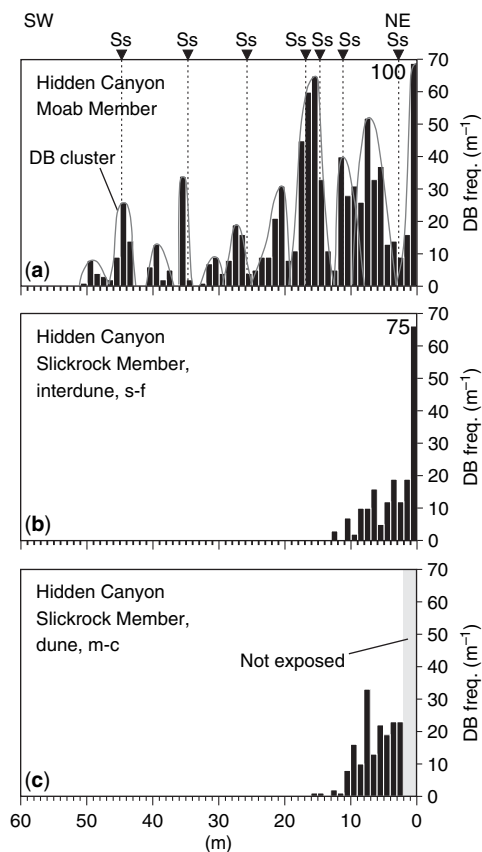 SW NE
Ss Ss Ss Ss Ss Ss Ss
Hidden Canyon
Moab Member
DB cluster
(a)
100
70
60
50
40
30
20
10
0
DB freq. (m⁻¹)
Hidden Canyon
Slickrock Member,
interdune, s-f
(b)
75
70
60
50
40
30
20
10
0
DB freq. (m⁻¹)
Hidden Canyon
Slickrock Member,
dune, m-c
Not exposed
(c)
70
60
50
40
30
20
10
0
DB freq. (m⁻¹)
60 50 40 30 20 10 0
(m)